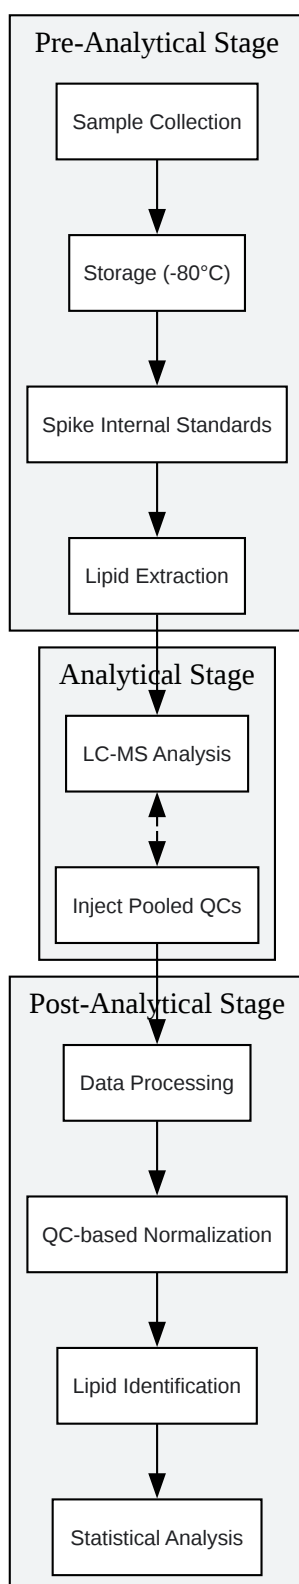 Pre-Analytical Stage
Sample Collection
Storage (-80°C)
Spike Internal Standards
Lipid Extraction
Analytical Stage
LC-MS Analysis
Inject Pooled QCs
Post-Analytical Stage
Data Processing
QC-based Normalization
Lipid Identification
Statistical Analysis